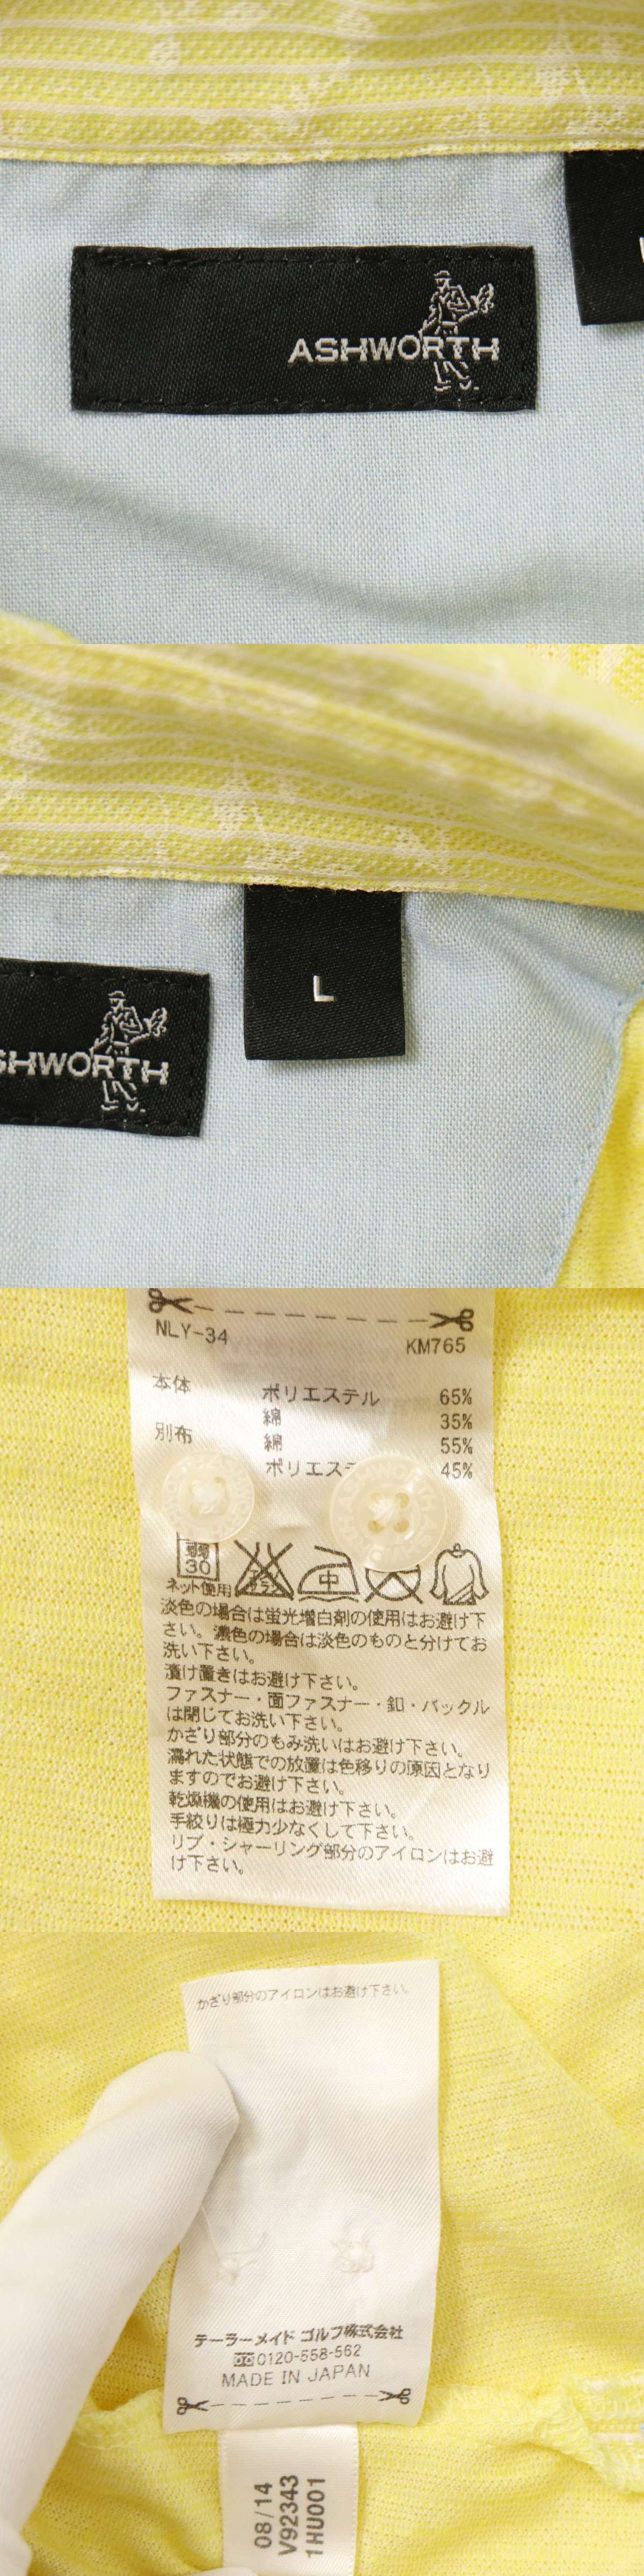 ASHWORTH
L
SHWORTH
NLY-34
KM765
本体 ポリエステル 65%
綿 35%
別布 綿 55%
ポリエステ 45%
30
中
ネット使用
淡色の場合は蛍光増白剤の使用はお避け下
さい。濃色の場合は淡色のものと分けてお
洗い下さい。
漬け置きはお避け下さい。
ファスナー・面ファスナー・釦・バックル
は閉じてお洗い下さい。
かざり部分のもみ洗いはお避け下さい。
濡れた状態での放置は色移りの原因となり
ますのでお避け下さい。
乾燥機の使用はお避け下さい。
手絞りは極力少なくして下さい。
リブ・シャーリング部分のアイロンはお避
け下さい。
かざり部分のアイロンはお避け下さい。
テーラーメイド ゴルフ株式会社
0120-558-562
MADE IN JAPAN
08/14
V92343
1HU001